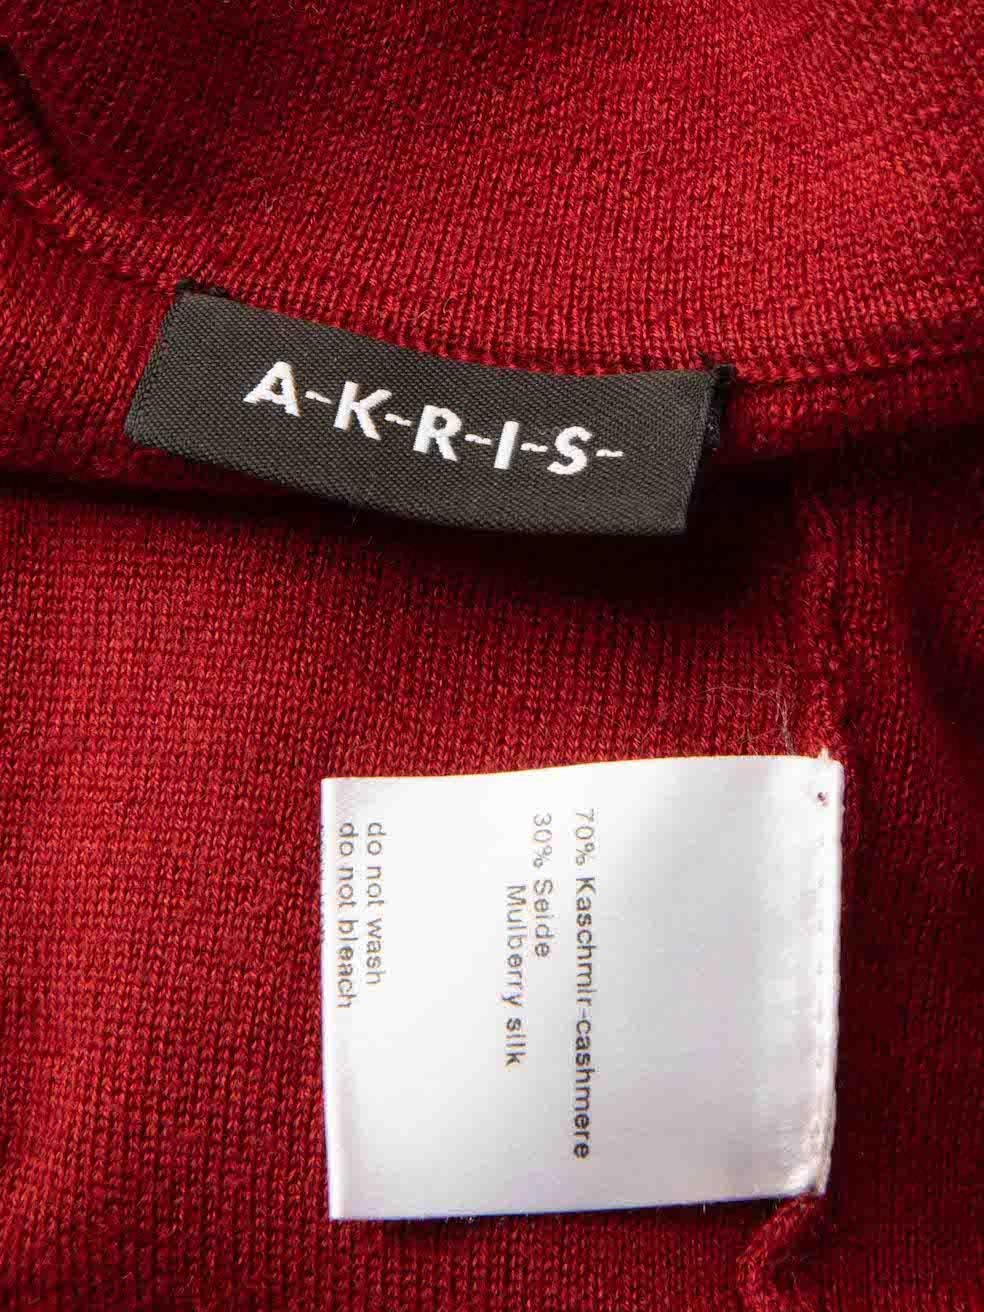 A-K-R-I-S-
70% Kaschmir-cashmere
30% Seide
Mulberry silk
do not wash
do not bleach